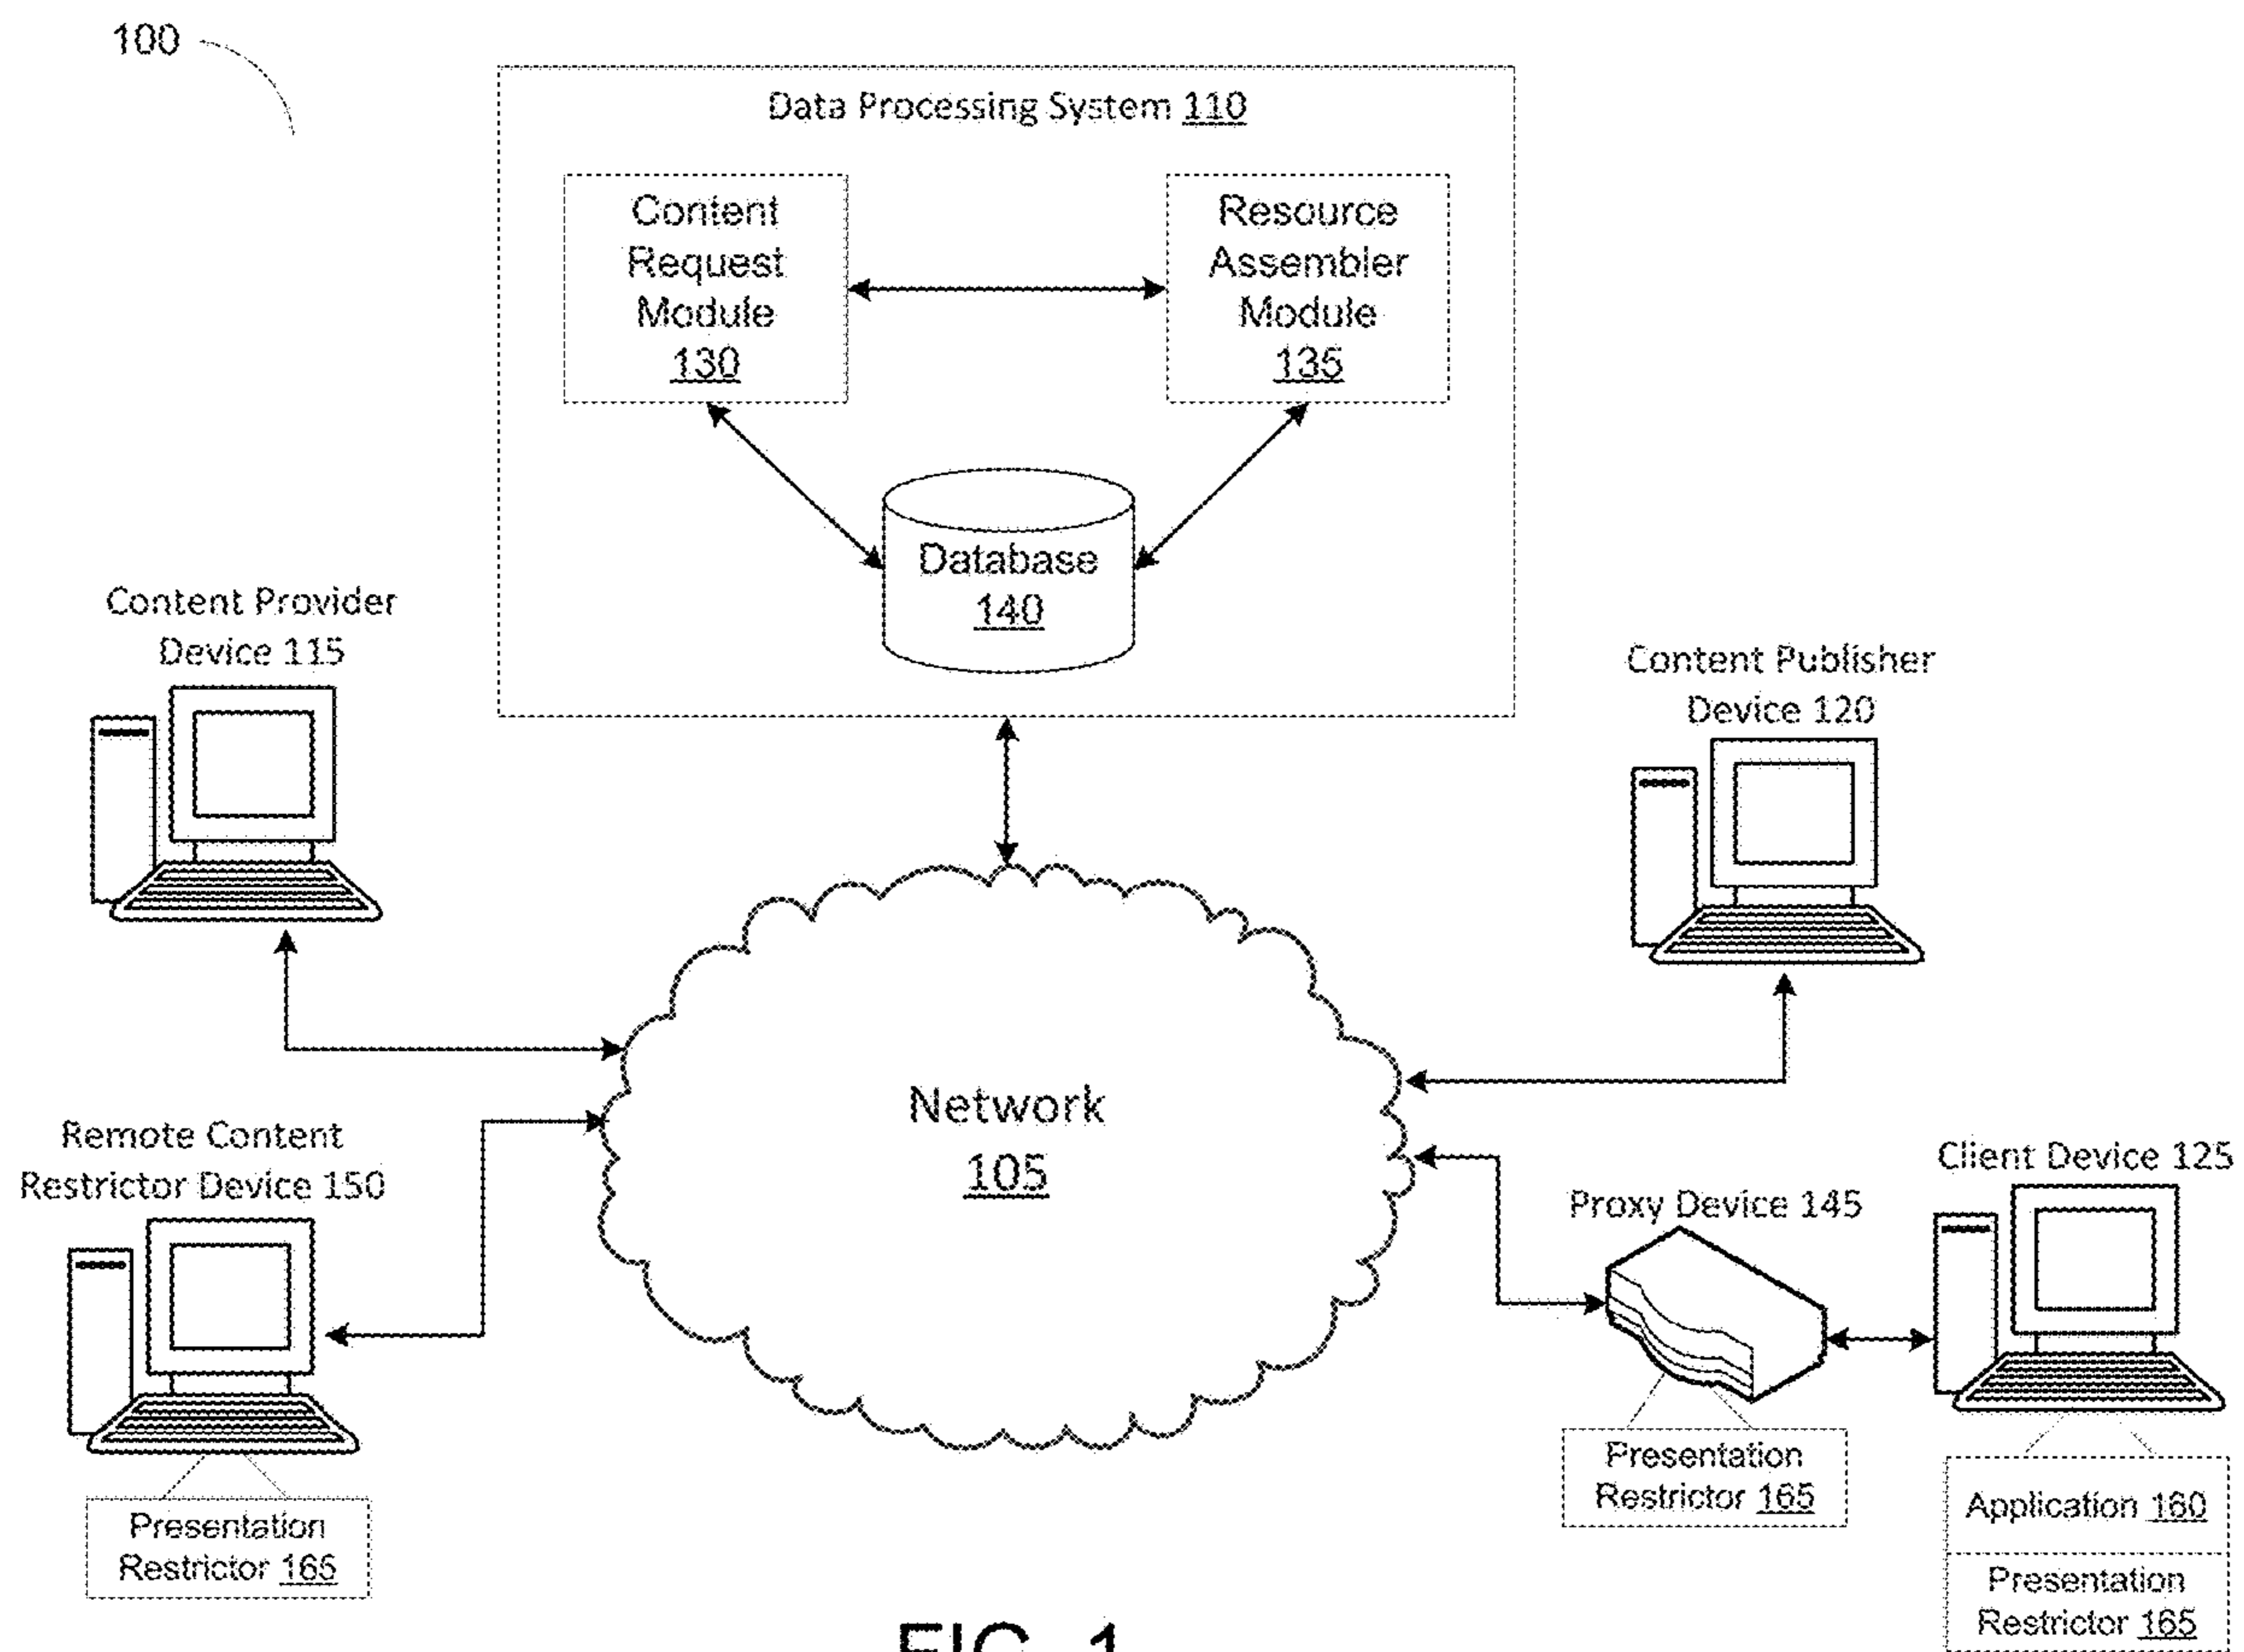 100
Data Processing System 110
Content
Request
Module
130
Resource
Assembler
Module
135
Database
140
Content Provider
Device 115
Content Publisher
Device 120
Network
105
Remote Content
Restrictor Device 150
Presentation
Restrictor 165
Proxy Device 145
Presentation
Restrictor 165
Client Device 125
Application 160
Presentation
Restrictor 165
FIG. 1